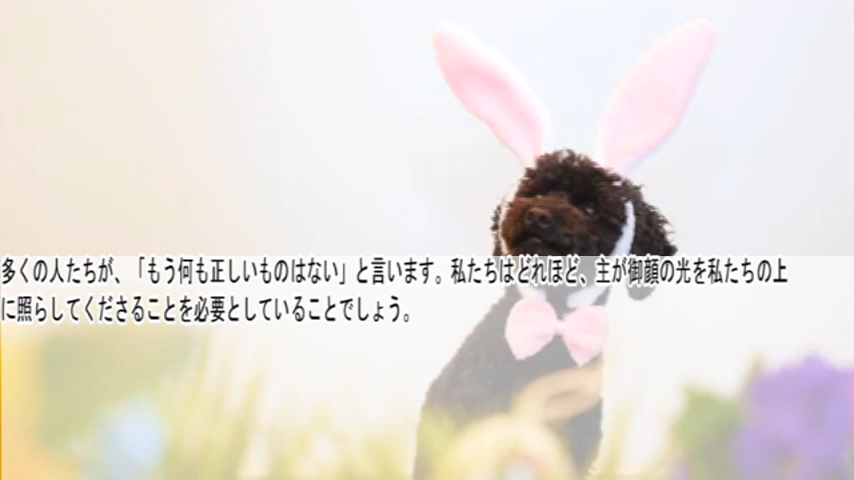 多くの人たちが、「もう何も正しいものはない」と言います。私たちはどれほど、主が御顔の光を私たちの上
に照らしてくださることを必要としていることでしょう。